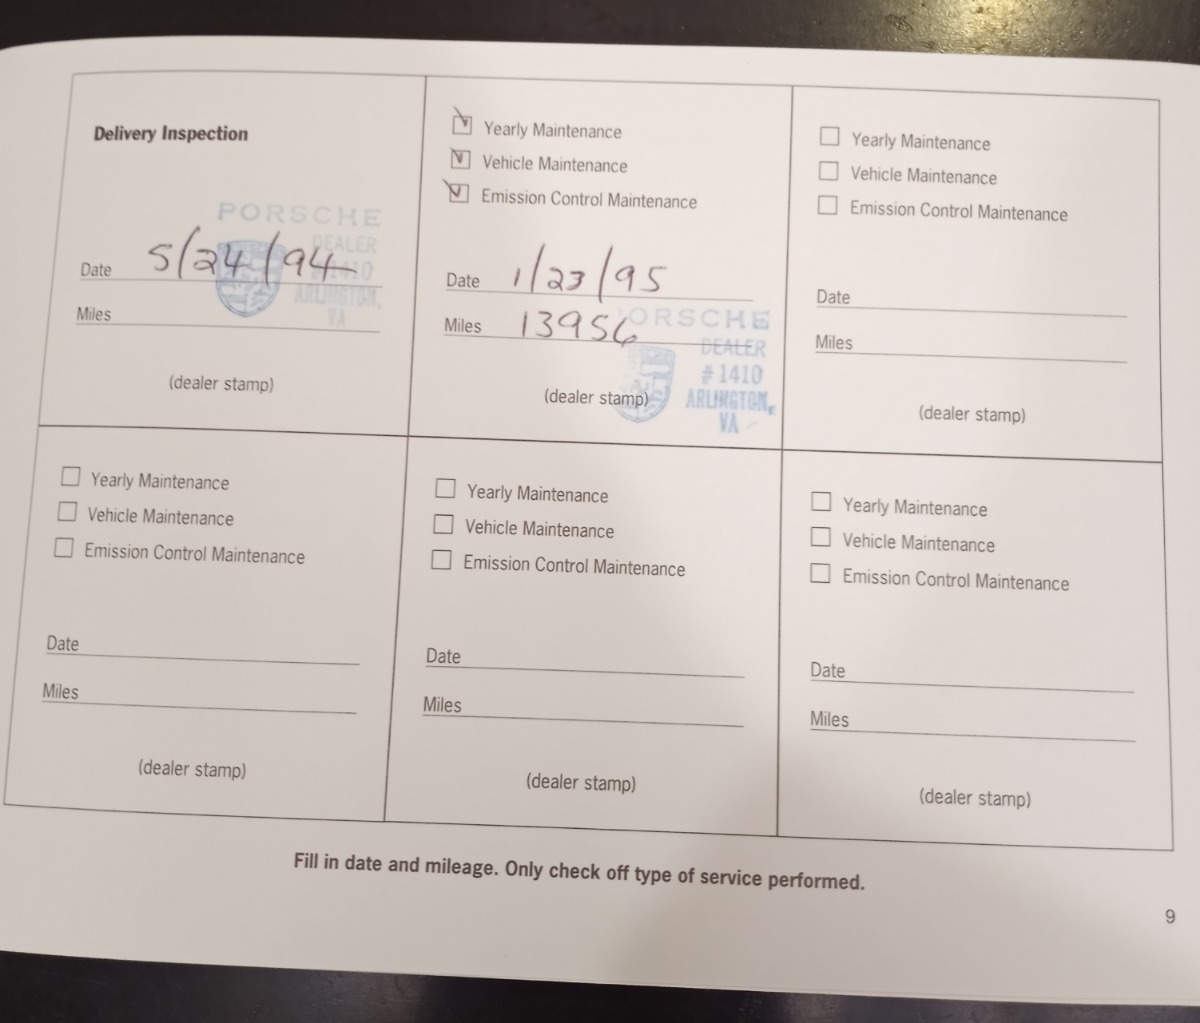 Delivery Inspection
PORSCHE
DEALER
#1410
ARLINGTON,
VA
Date 5/24/94
Miles
(dealer stamp)
Yearly Maintenance
Vehicle Maintenance
Emission Control Maintenance
Date 1/23/95
Miles 13956
PORSCHE
DEALER
#1410
ARLINGTON,
VA
(dealer stamp)
Yearly Maintenance
Vehicle Maintenance
Emission Control Maintenance
Date
Miles
(dealer stamp)
Yearly Maintenance
Vehicle Maintenance
Emission Control Maintenance
Date
Miles
(dealer stamp)
Yearly Maintenance
Vehicle Maintenance
Emission Control Maintenance
Date
Miles
(dealer stamp)
Yearly Maintenance
Vehicle Maintenance
Emission Control Maintenance
Date
Miles
(dealer stamp)
Fill in date and mileage. Only check off type of service performed.
9